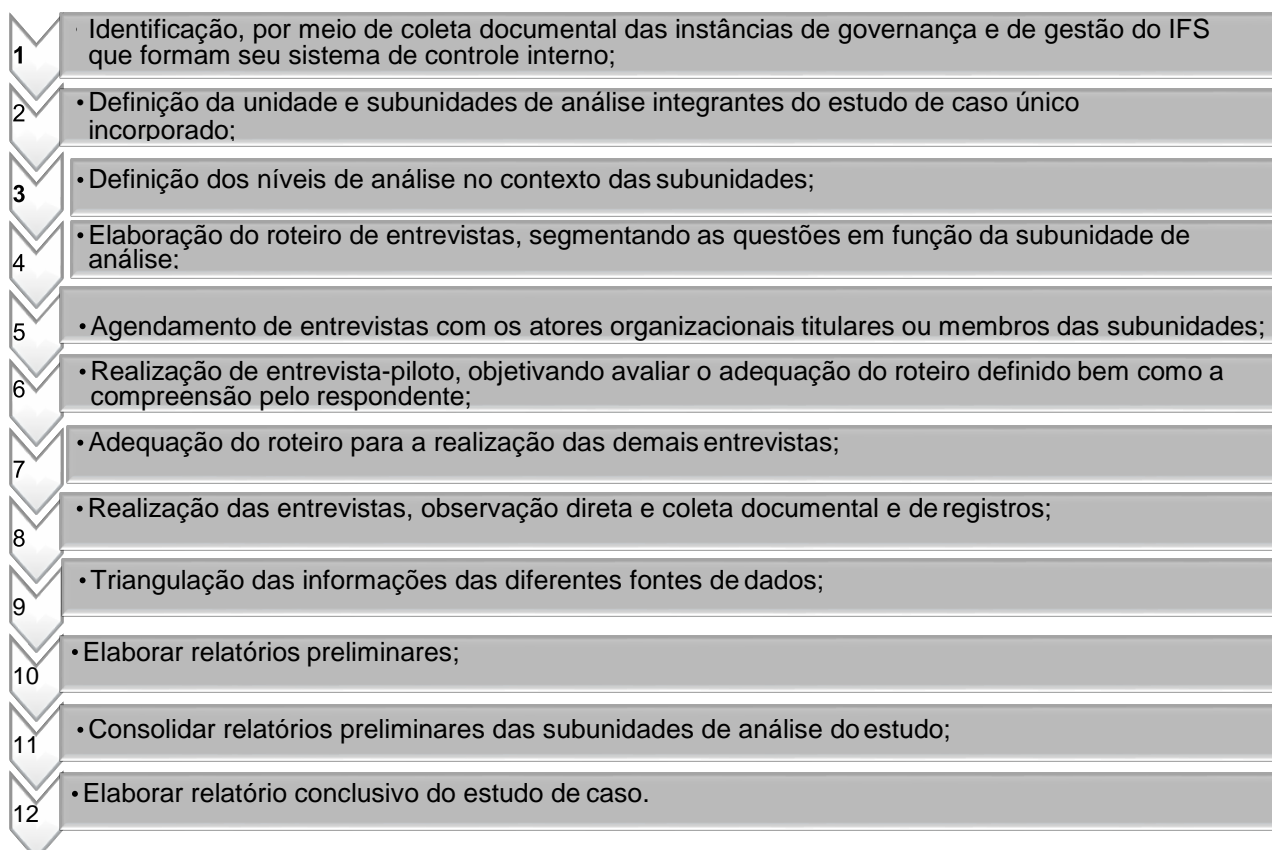 1
· Identificação, por meio de coleta documental das instâncias de governança e de gestão do IFS
que formam seu sistema de controle interno;
2
• Definição da unidade e subunidades de análise integrantes do estudo de caso único
incorporado;
3
• Definição dos níveis de análise no contexto das subunidades;
4
• Elaboração do roteiro de entrevistas, segmentando as questões em função da subunidade de
análise;
5
• Agendamento de entrevistas com os atores organizacionais titulares ou membros das subunidades;
6
• Realização de entrevista-piloto, objetivando avaliar o adequação do roteiro definido bem como a
compreensão pelo respondente;
7
• Adequação do roteiro para a realização das demais entrevistas;
8
• Realização das entrevistas, observação direta e coleta documental e de registros;
9
• Triangulação das informações das diferentes fontes de dados;
10
• Elaborar relatórios preliminares;
11
• Consolidar relatórios preliminares das subunidades de análise do estudo;
12
• Elaborar relatório conclusivo do estudo de caso.